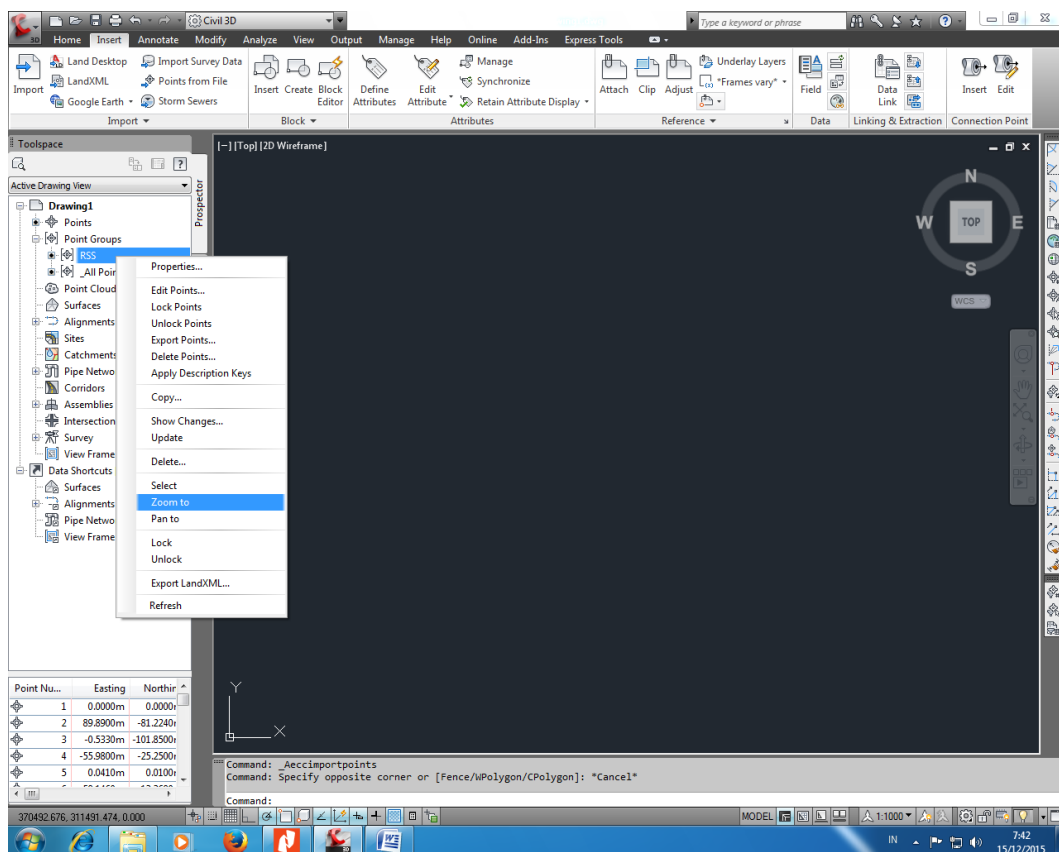 Civil 3D
Type a keyword or phrase
3D
Home Insert Annotate Modify Analyze View Output Manage Help Online Add-Ins Express Tools
Import
Land Desktop
LandXML
Google Earth
Import Survey Data
Points from File
Storm Sewers
Import
Insert
Create
Block Editor
Block
Define Attributes
Edit Attribute
Manage
Synchronize
Retain Attribute Display
Attributes
Attach
Clip
Adjust
Underlay Layers
*Frames vary*
Reference
Field
Data
Data Link
Linking & Extraction
Insert
Edit
Connection Point
Toolspace
Active Drawing View
Prospector
Drawing1
Points
Point Groups
RSS
_All Poin
Point Cloud
Surfaces
Alignments
Sites
Catchments
Pipe Netwo
Corridors
Assemblies
Intersection
Survey
View Frame
Data Shortcuts
Surfaces
Alignments
Pipe Netwo
View Frame
Properties...
Edit Points...
Lock Points
Unlock Points
Export Points...
Delete Points...
Apply Description Keys
Copy...
Show Changes...
Update
Delete...
Select
Zoom to
Pan to
Lock
Unlock
Export LandXML...
Refresh
[−] [Top] [2D Wireframe]
N
W TOP E
S
WCS
Y
X
Point Nu... Easting Northir
1 0.0000m 0.0000r
2 89.8900m -81.2240r
3 -0.5330m -101.8500r
4 -55.9800m -25.2500r
5 0.0410m 0.0100r
Command: _Aeccimportpoints
Command: Specify opposite corner or [Fence/WPolygon/CPolygon]: *Cancel*
Command:
370492.676, 311491.474, 0.000
MODEL
1:1000
IN
7:42
15/12/2015